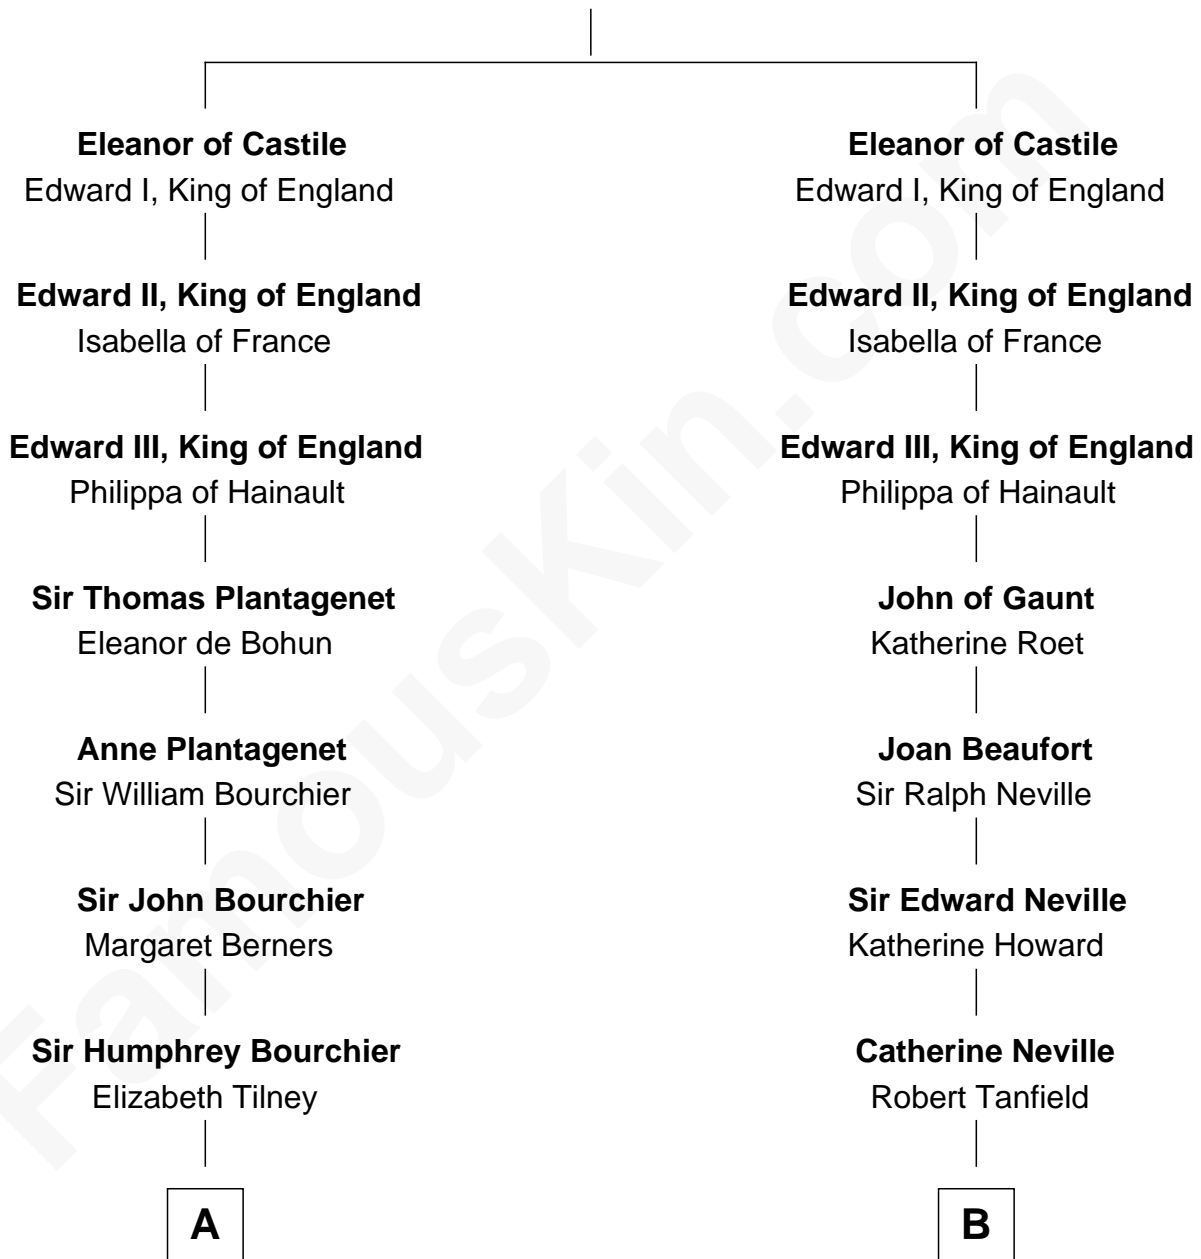 Eleanor of Castile
Edward I, King of England
Edward II, King of England
Isabella of France
Edward III, King of England
Philippa of Hainault
Sir Thomas Plantagenet
Eleanor de Bohun
Anne Plantagenet
Sir William Bourchier
Sir John Bourchier
Margaret Berners
Sir Humphrey Bourchier
Elizabeth Tilney
A
Eleanor of Castile
Edward I, King of England
Edward II, King of England
Isabella of France
Edward III, King of England
Philippa of Hainault
John of Gaunt
Katherine Roet
Joan Beaufort
Sir Ralph Neville
Sir Edward Neville
Katherine Howard
Catherine Neville
Robert Tanfield
B
FamousKin.com